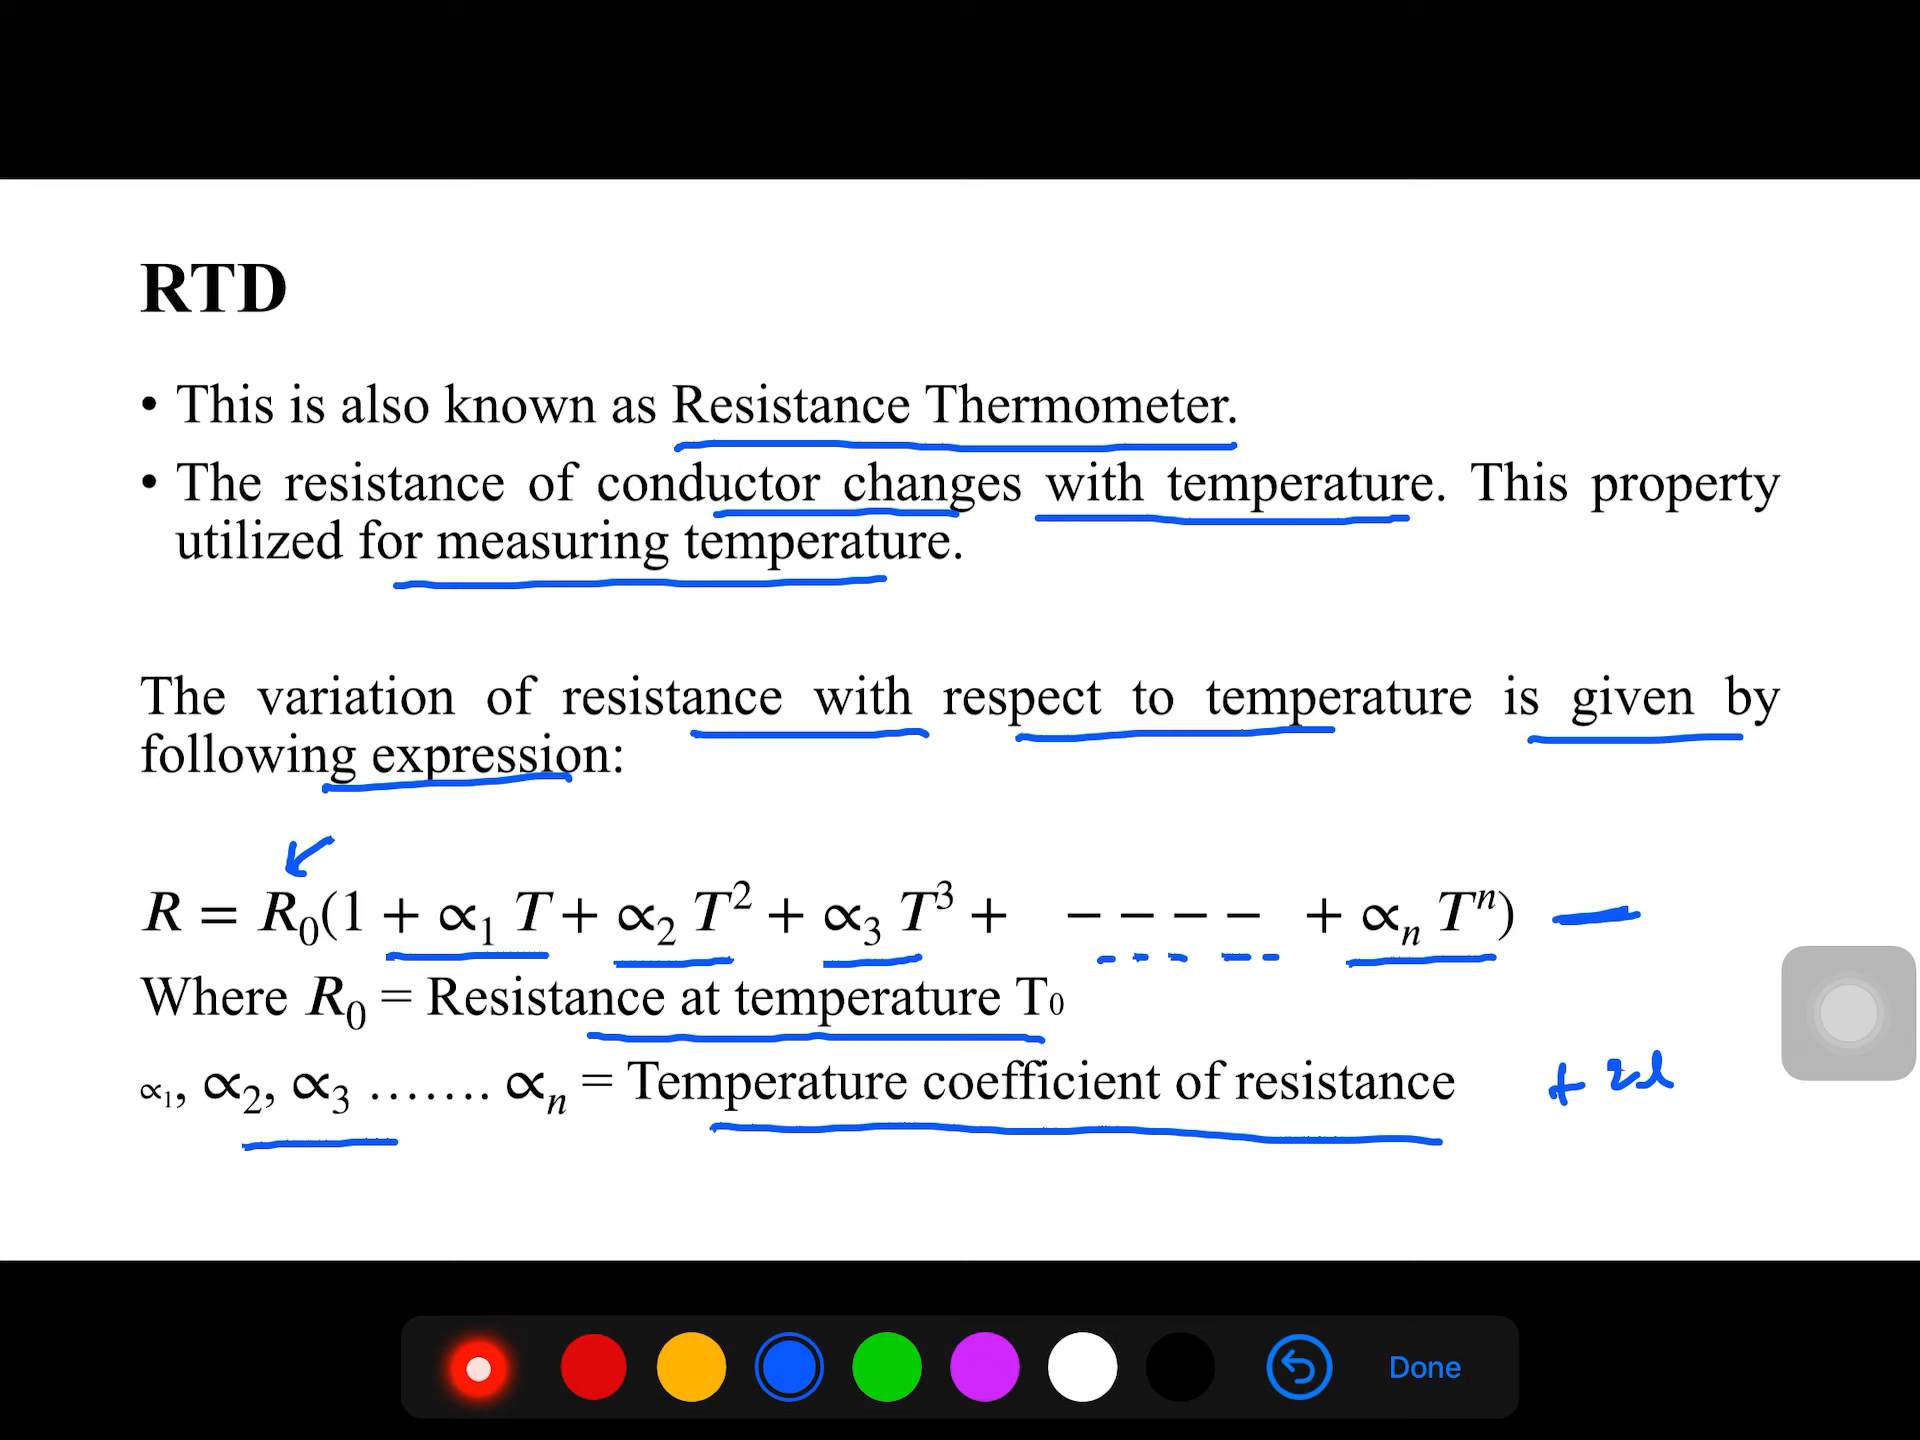 RTD
• This is also known as Resistance Thermometer.
• The resistance of conductor changes with temperature. This property
utilized for measuring temperature.
The variation of resistance with respect to temperature is given by
following expression:
R = R₀(1 + ∝₁ T + ∝₂ T² + ∝₃ T³ + − − − − + ∝ₙ Tⁿ)
Where R₀ = Resistance at temperature T₀
∝₁, ∝₂, ∝₃ ……. ∝ₙ = Temperature coefficient of resistance
Done